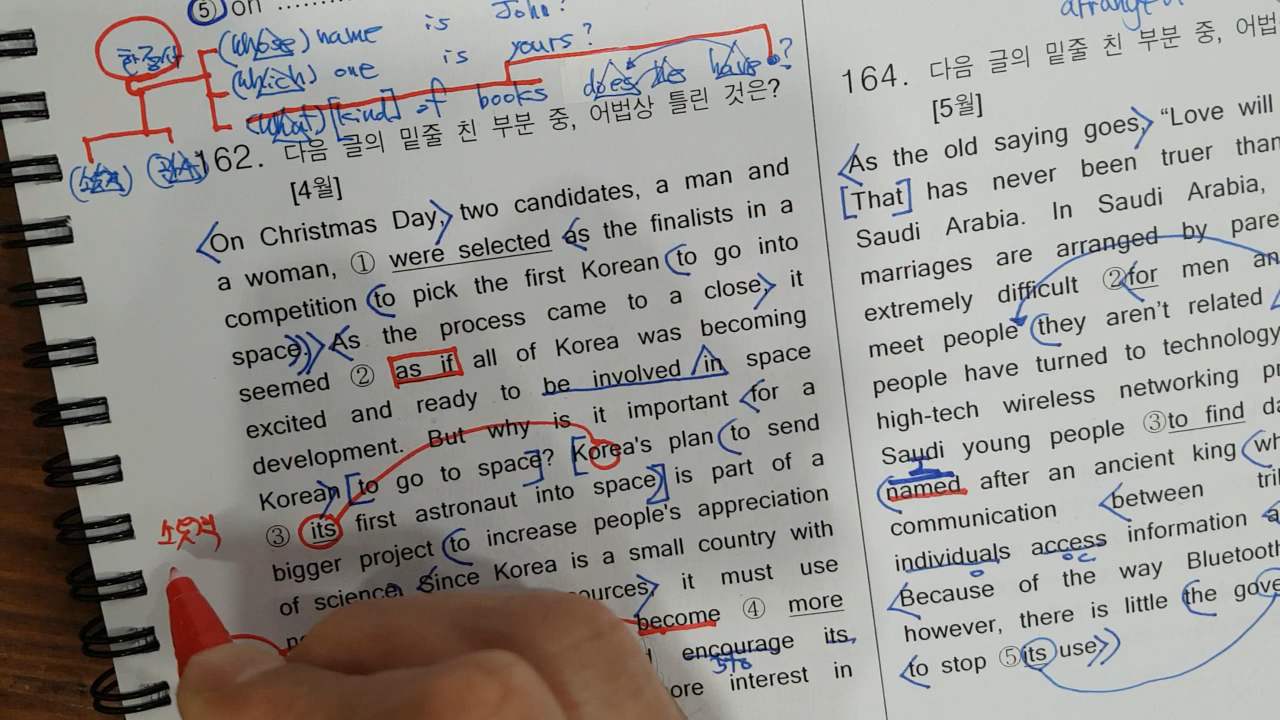 ⑤ on ..........
한정사
(whose) name is John?
(which) one is yours?
(what) [kind] of books does he have?
162. 다음 글의 밑줄 친 부분 중, 어법상 틀린 것은?
[4월]
On Christmas Day, two candidates, a man and
a woman, ① were selected as the finalists in a
competition to pick the first Korean to go into
space. As the process came to a close, it
seemed ② as if all of Korea was becoming
excited and ready to be involved in space
development. But why is it important for a
Korean to go to space? Korea's plan to send
③ its first astronaut into space is part of a
bigger project to increase people's appreciation
of science. Since Korea is a small country with
it must use
become ④ more
encourage its
interest in
소유격
164. 다음 글의 밑줄 친 부분 중, 어법
[5월]
As the old saying goes, “Love will
That has never been truer than
Saudi Arabia. In Saudi Arabia,
marriages are arranged by
extremely difficult ② for men
meet people they aren't related
people have turned to technology
high-tech wireless networking
Saudi young people ③ to find
named after an ancient king
communication between
individuals access information
Because of the way Bluetooth
however, there is little the
to stop ⑤ its use